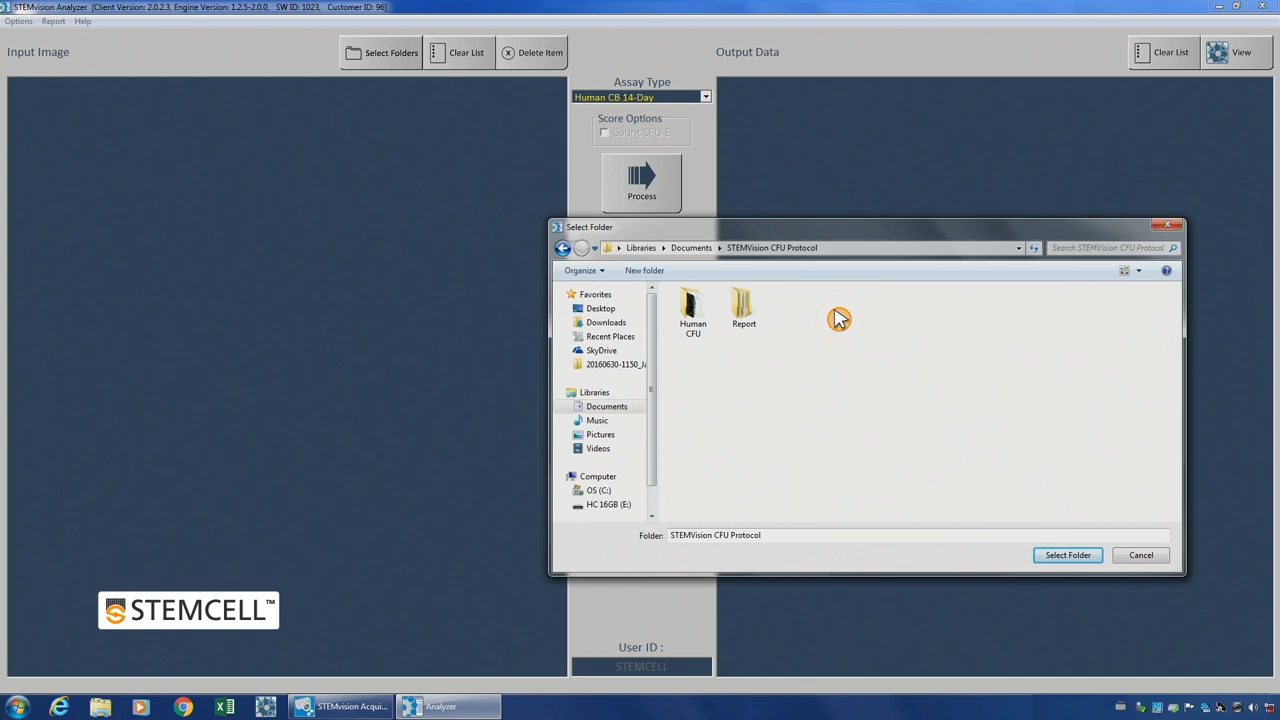 STEMvision Analyzer [Client Version: 2.0.2.3, Engine Version: 1.2.5-2.0.0, SW ID: 1023, Customer ID: 96]
Options Report Help
Input Image
Select Folders
Clear List
Delete Item
Output Data
Clear List
View
Assay Type
Human CB 14-Day
Score Options
Count CFU-E
Process
Select Folder
Libraries
Documents
STEMVision CFU Protocol
Search STEMVision CFU Protocol
Organize
New folder
Favorites
Desktop
Downloads
Recent Places
SkyDrive
20160630-1150_Ja
Libraries
Documents
Music
Pictures
Videos
Computer
OS (C:)
HC 16GB (E:)
Human
CFU
Report
Folder: STEMVision CFU Protocol
Select Folder
Cancel
STEMCELL™
User ID :
STEMCELL
STEMvision Acqui...
Analyzer